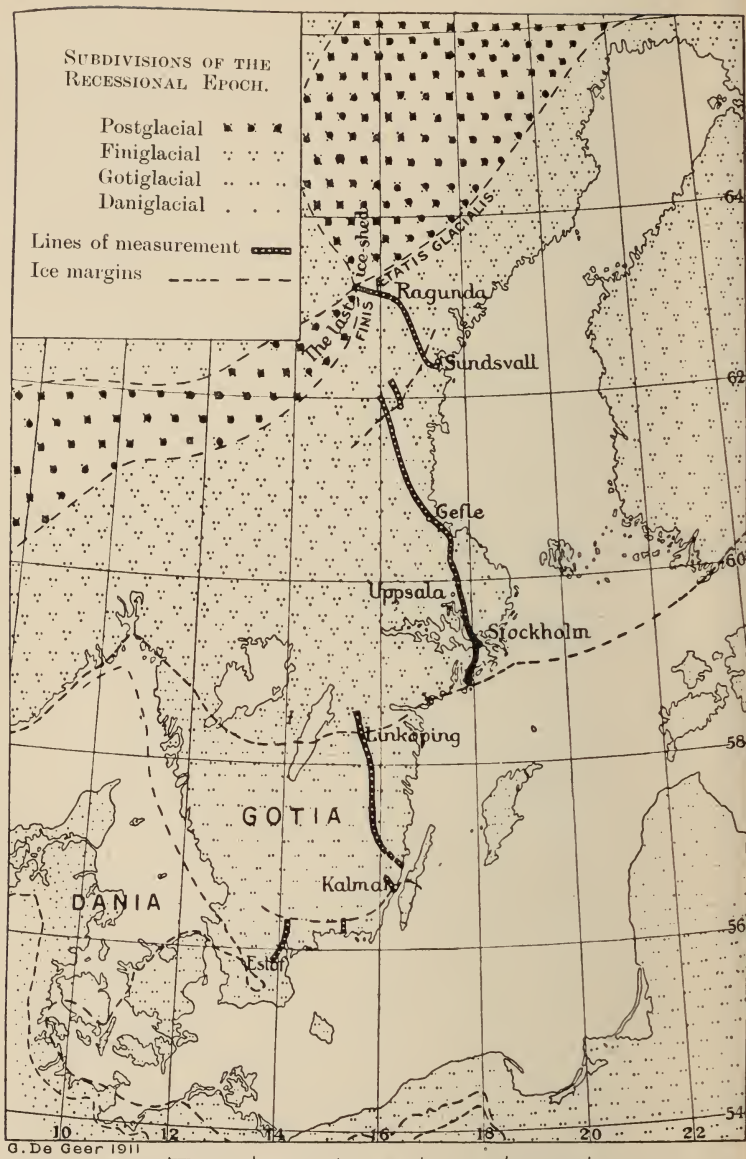 SUBDIVISIONS OF THE
RECESSIONAL EPOCH.
Postglacial
Finiglacial
Gotiglacial
Daniglacial
Lines of measurement
Ice margins
64
62
60
58
56
54
The last ice-shed
FINIS ÆTATIS GLACIALIS
Ragunda
Sundsvall
Gefle
Uppsala
Stockholm
Linköping
GOTIA
Kalmar
DANIA
10 12 14 16 18 20 22
G. De Geer 1911